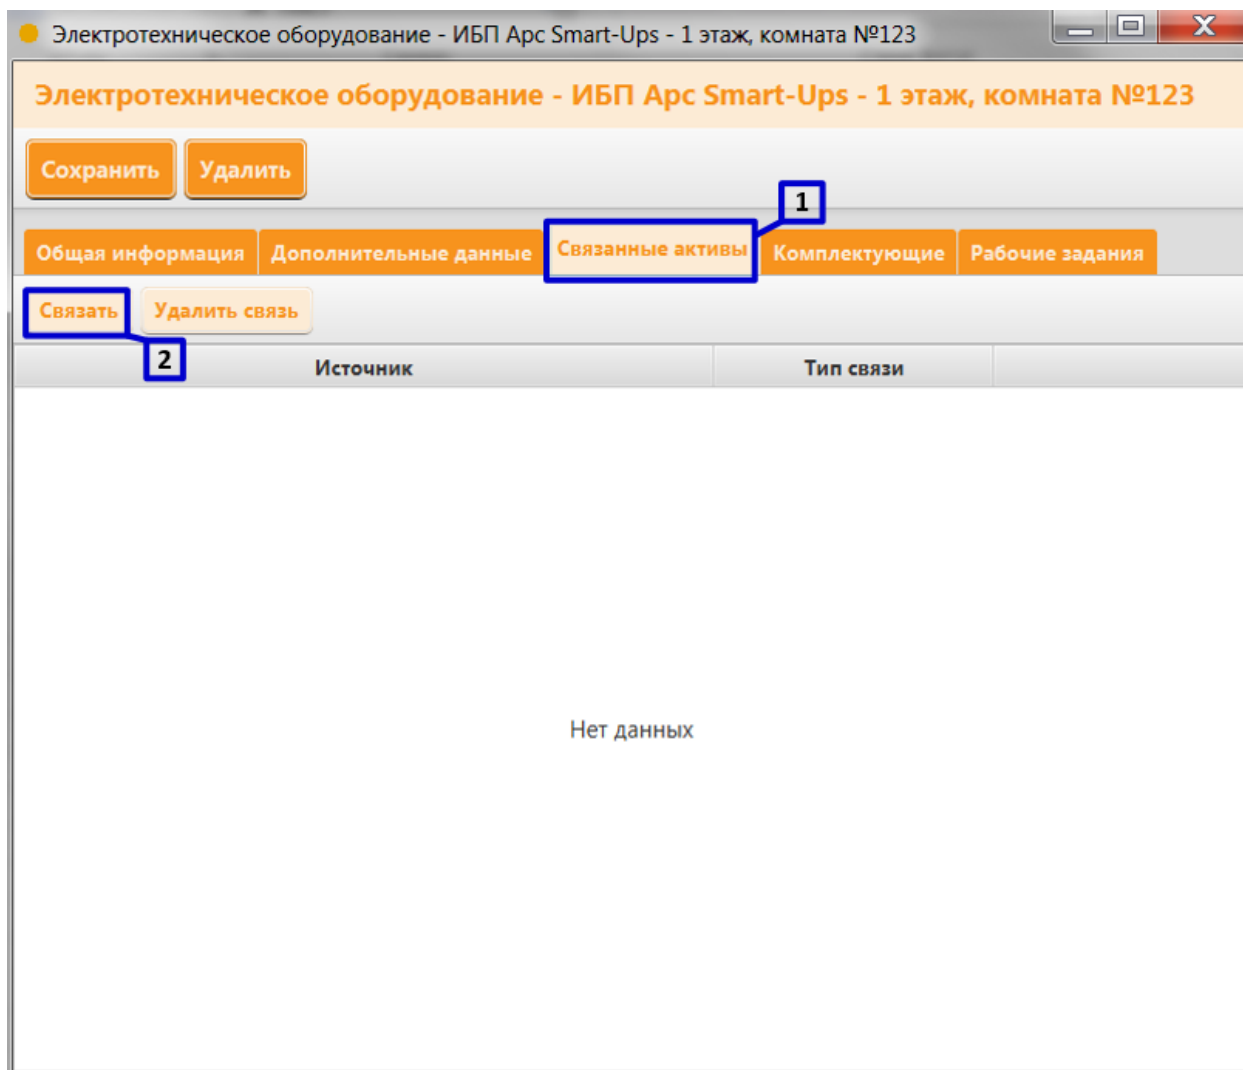 Электротехническое оборудование - ИБП Apc Smart-Ups - 1 этаж, комната №123
Электротехническое оборудование - ИБП Apc Smart-Ups - 1 этаж, комната №123
Сохранить Удалить
1
Общая информация Дополнительные данные Связанные активы Комплектующие Рабочие задания
Связать Удалить связь
2
Источник Тип связи
Нет данных